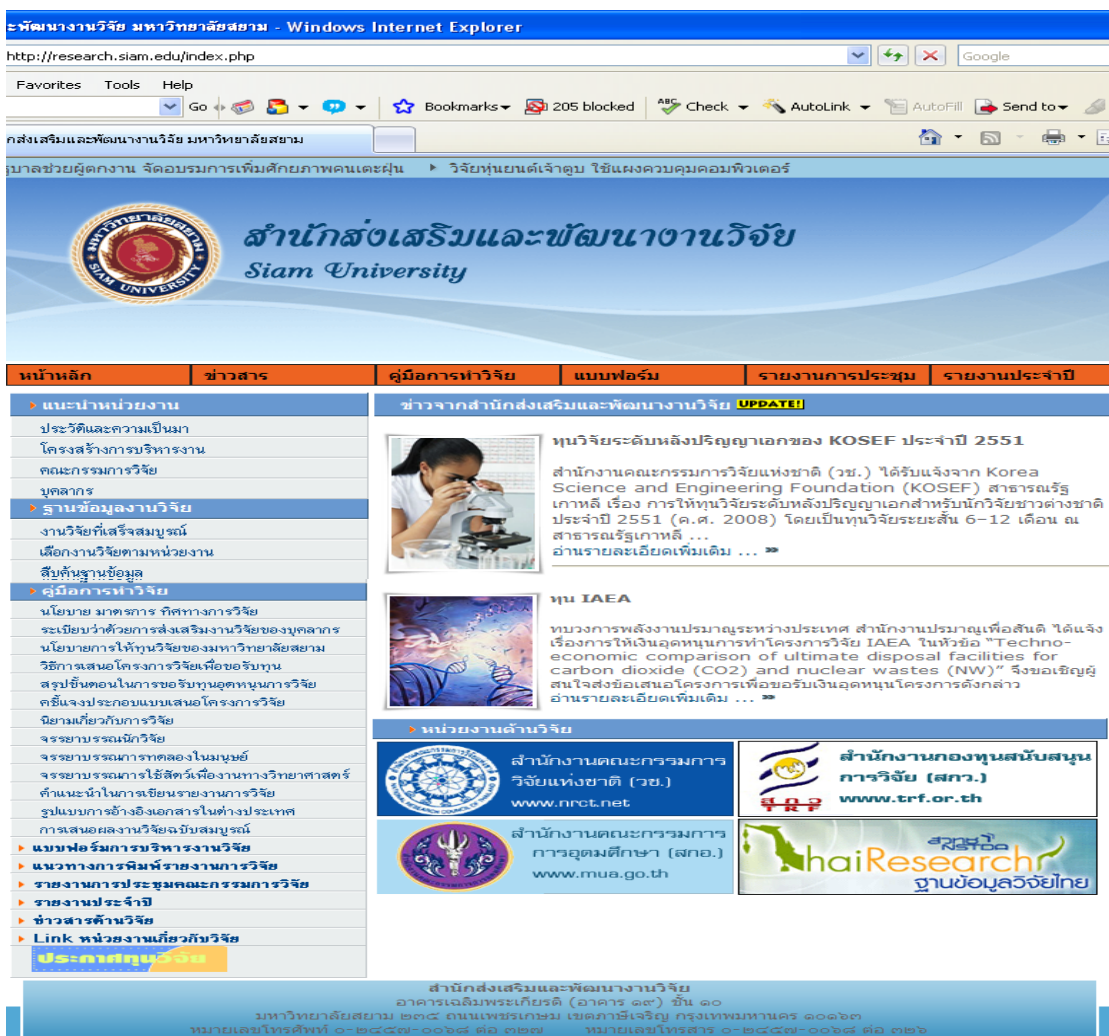 ะพัฒนางานวิจัย มหาวิทยาลัยสยาม - Windows Internet Explorer
http://research.siam.edu/index.php
Google
Favorites Tools Help
Go Bookmarks 205 blocked Check AutoLink AutoFill Send to
กส่งเสริมและพัฒนางานวิจัย มหาวิทยาลัยสยาม
ฐบาลช่วยผู้ตกงาน จัดอบรมการเพิ่มศักยภาพคนเตะฝุ่น วิจัยหุ่นยนต์เจ้าตูบ ใช้แผงควบคุมคอมพิวเตอร์
มหาวิทยาลัยสยาม
SIAM UNIVERSITY
สำนักส่งเสริมและพัฒนางานวิจัย
Siam University
หน้าหลัก ข่าวสาร คู่มือการทำวิจัย แบบฟอร์ม รายงานการประชุม รายงานประจำปี
แนะนำหน่วยงาน
ประวัติและความเป็นมา
โครงสร้างการบริหารงาน
คณะกรรมการวิจัย
บุคลากร
ฐานข้อมูลงานวิจัย
งานวิจัยที่เสร็จสมบูรณ์
เลือกงานวิจัยตามหน่วยงาน
สืบค้นฐานข้อมูล
คู่มือการทำวิจัย
นโยบาย มาตรการ ทิศทางการวิจัย
ระเบียบว่าด้วยการส่งเสริมงานวิจัยของบุคลากร
นโยบายการให้ทุนวิจัยของมหาวิทยาลัยสยาม
วิธีการเสนอโครงการวิจัยเพื่อขอรับทุน
สรุปขั้นตอนในการขอรับทุนอุดหนุนการวิจัย
คชี้แจงประกอบแบบเสนอโครงการวิจัย
นิยามเกี่ยวกับการวิจัย
จรรยาบรรณนักวิจัย
จรรยาบรรณการทดลองในมนุษย์
จรรยาบรรณการใช้สัตว์เพื่องานทางวิทยาศาสตร์
คำแนะนำในการเขียนรายงานการวิจัย
รูปแบบการอ้างอิงเอกสารในต่างประเทศ
การเสนอผลงานวิจัยฉบับสมบูรณ์
แบบฟอร์มการบริหารงานวิจัย
แนวทางการพิมพ์รายงานการวิจัย
รายงานการประชุมคณะกรรมการวิจัย
รายงานประจำปี
ข่าวสารด้านวิจัย
Link หน่วยงานเกี่ยวกับวิจัย
ประกาศทุนวิจัย
ข่าวจากสำนักส่งเสริมและพัฒนางานวิจัย UPDATE!
ทุนวิจัยระดับหลังปริญญาเอกของ KOSEF ประจำปี 2551
สำนักงานคณะกรรมการวิจัยแห่งชาติ (วช.) ได้รับแจ้งจาก Korea
Science and Engineering Foundation (KOSEF) สาธารณรัฐ
เกาหลี เรื่อง การให้ทุนวิจัยระดับหลังปริญญาเอกสำหรับนักวิจัยชาวต่างชาติ
ประจำปี 2551 (ค.ศ. 2008) โดยเป็นทุนวิจัยระยะสั้น 6-12 เดือน ณ
สาธารณรัฐเกาหลี ...
อ่านรายละเอียดเพิ่มเติม ... »
ทุน IAEA
ทบวงการพลังงานปรมาณูระหว่างประเทศ สำนักงานปรมาณูเพื่อสันติ ได้แจ้ง
เรื่องการให้เงินอุดหนุนการทำโครงการวิจัย IAEA ในหัวข้อ "Techno-
economic comparison of ultimate disposal facilities for
carbon dioxide (CO2) and nuclear wastes (NW)" จึงขอเชิญผู้
สนใจส่งข้อเสนอโครงการเพื่อขอรับเงินอุดหนุนโครงการดังกล่าว
อ่านรายละเอียดเพิ่มเติม ... »
หน่วยงานด้านวิจัย
สำนักงานคณะกรรมการ
วิจัยแห่งชาติ (วช.)
www.nrct.net
สำนักงานกองทุนสนับสนุน
การวิจัย (สกว.)
www.trf.or.th
สกว
TRF
สำนักงานคณะกรรมการ
การอุดมศึกษา (สกอ.)
www.mua.go.th
สวทช
NSTDA
ThaiResearch
ฐานข้อมูลวิจัยไทย
สำนักส่งเสริมและพัฒนางานวิจัย
อาคารเฉลิมพระเกียรติ (อาคาร ๑๙) ชั้น ๑๐
มหาวิทยาลัยสยาม ๒๓๕ ถนนเพชรเกษม เขตภาษีเจริญ กรุงเทพมหานคร ๑๐๑๖๓
หมายเลขโทรศัพท์ ๐-๒๔๕๗-๐๐๖๘ ต่อ ๓๒๗ หมายเลขโทรสาร ๐-๒๔๕๗-๐๐๖๘ ต่อ ๓๒๖